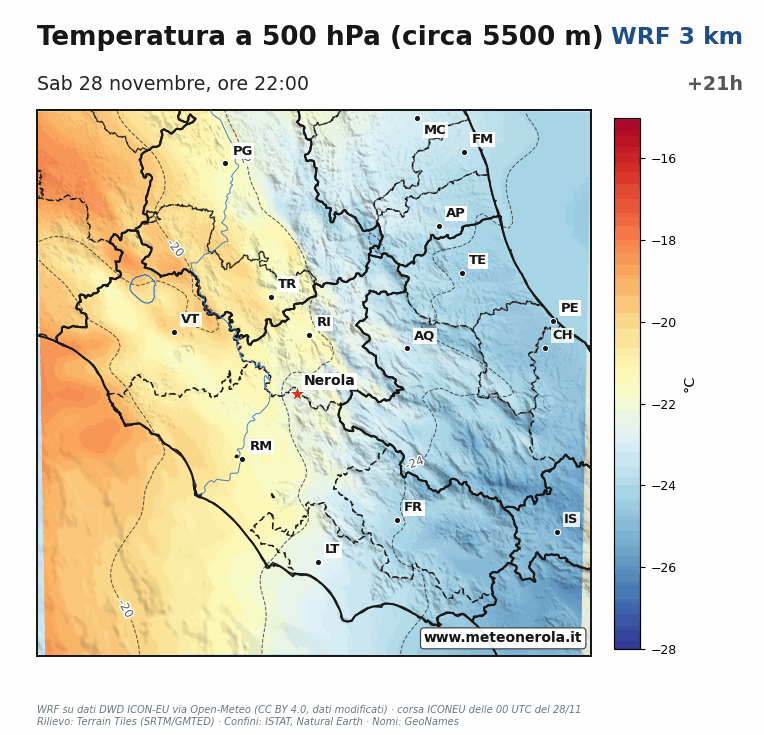 Temperatura a 500 hPa (circa 5500 m) WRF 3 km
Sab 28 novembre, ore 22:00 +21h
MC
FM
PG
AP
-20
TE
TR
PE
VT
RI
CH
AQ
Nerola
RM
-24
FR
IS
LT
-20
www.meteonerola.it
−16
−18
−20
−22
−24
−26
−28
°C
WRF su dati DWD ICON-EU via Open-Meteo (CC BY 4.0, dati modificati) · corsa ICONEU delle 00 UTC del 28/11
Rilievo: Terrain Tiles (SRTM/GMTED) · Confini: ISTAT, Natural Earth · Nomi: GeoNames